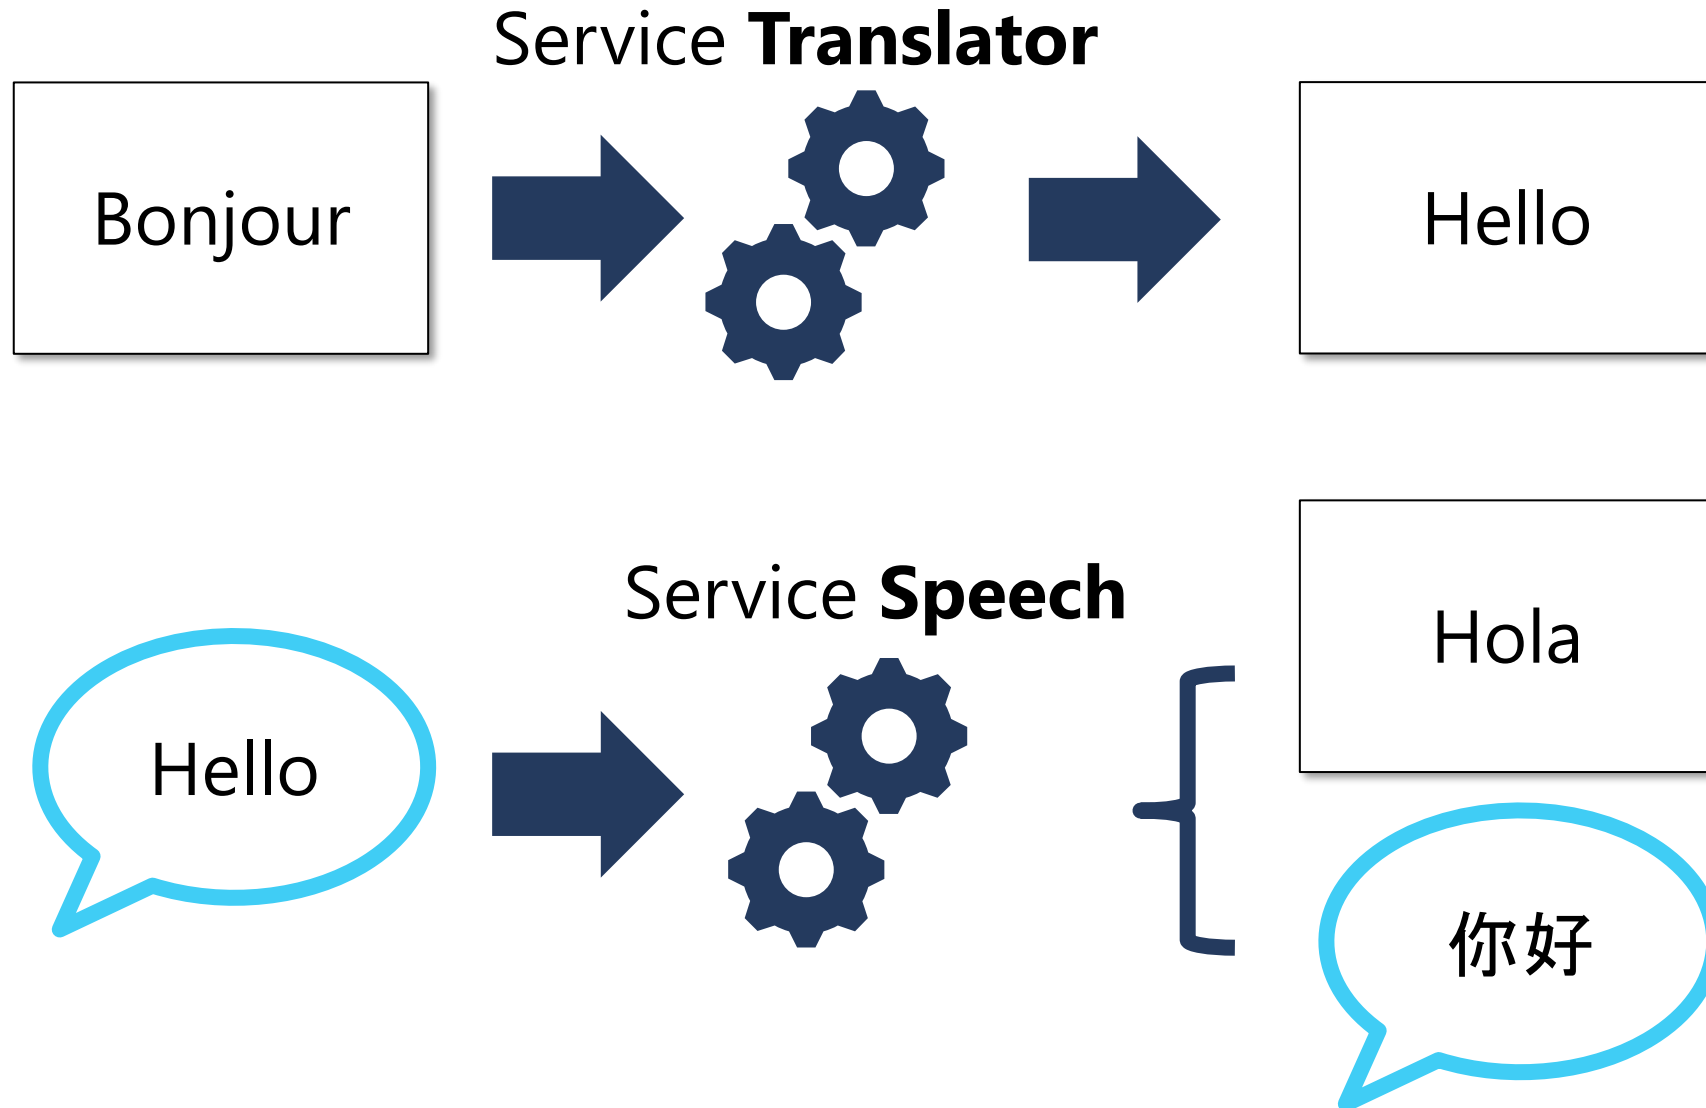 Service Translator
Bonjour
Hello
Service Speech
Hello
Hola
你好